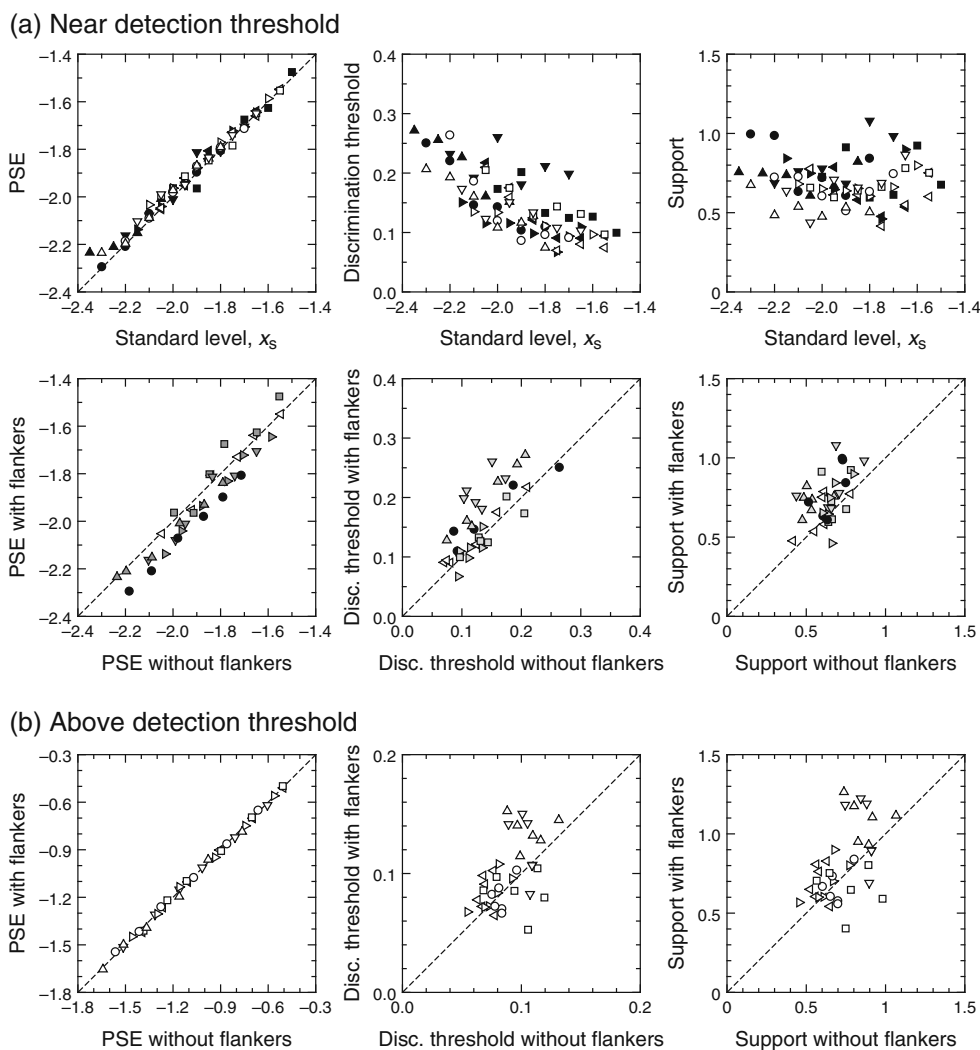 (a) Near detection threshold
PSE
−1.4
−1.6
−1.8
−2.0
−2.2
−2.4
−2.4 −2.2 −2.0 −1.8 −1.6 −1.4
Standard level, xs
Discrimination threshold
0.4
0.3
0.2
0.1
0.0
−2.4 −2.2 −2.0 −1.8 −1.6 −1.4
Standard level, xs
Support
1.5
1.0
0.5
0
−2.4 −2.2 −2.0 −1.8 −1.6 −1.4
Standard level, xs
PSE with flankers
−1.4
−1.6
−1.8
−2.0
−2.2
−2.4
−2.4 −2.2 −2.0 −1.8 −1.6 −1.4
PSE without flankers
Disc. threshold with flankers
0.4
0.3
0.2
0.1
0.0
0.0 0.1 0.2 0.3 0.4
Disc. threshold without flankers
Support with flankers
1.5
1.0
0.5
0
0 0.5 1 1.5
Support without flankers
(b) Above detection threshold
PSE with flankers
−0.3
−0.6
−0.9
−1.2
−1.5
−1.8
−1.8 −1.5 −1.2 −0.9 −0.6 −0.3
PSE without flankers
Disc. threshold with flankers
0.2
0.1
0.0
0.0 0.1 0.2
Disc. threshold without flankers
Support with flankers
1.5
1.0
0.5
0
0 0.5 1 1.5
Support without flankers